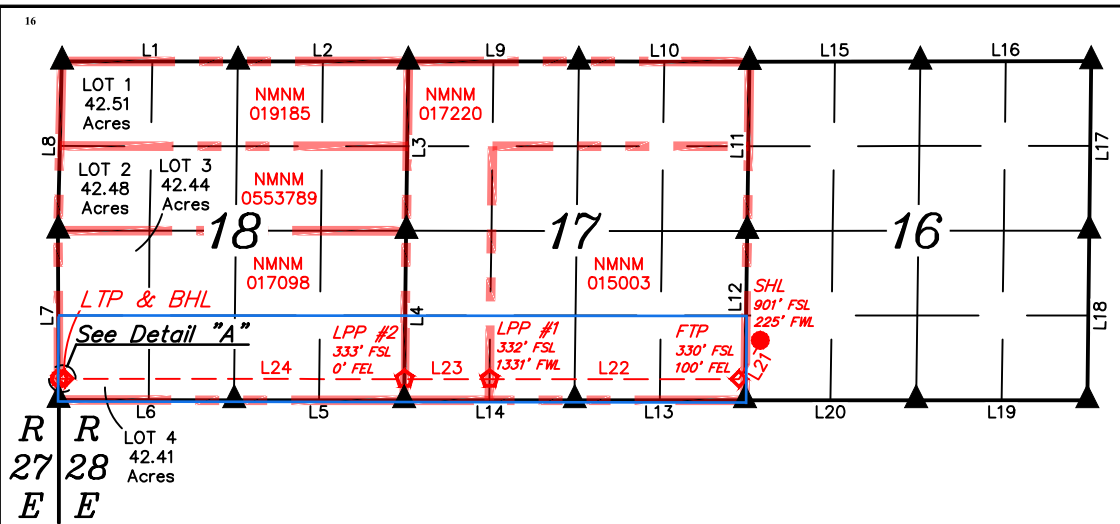 16
L1
L2
L9
L10
L15
L16
LOT 1
42.51
Acres
NMNM
019185
NMNM
017220
L8
L3
L11
L17
LOT 2
42.48
Acres
LOT 3
42.44
Acres
NMNM
0553789
18
17
16
NMNM
017098
NMNM
015003
LTP & BHL
L7
L4
L12
L18
SHL
901' FSL
225' FWL
See Detail "A"
LPP #2
333' FSL
0' FEL
LPP #1
332' FSL
1331' FWL
FTP
330' FSL
100' FEL
L21
L24
L23
L22
L6
L5
L14
L13
L20
L19
R
27
E
R
28
E
LOT 4
42.41
Acres